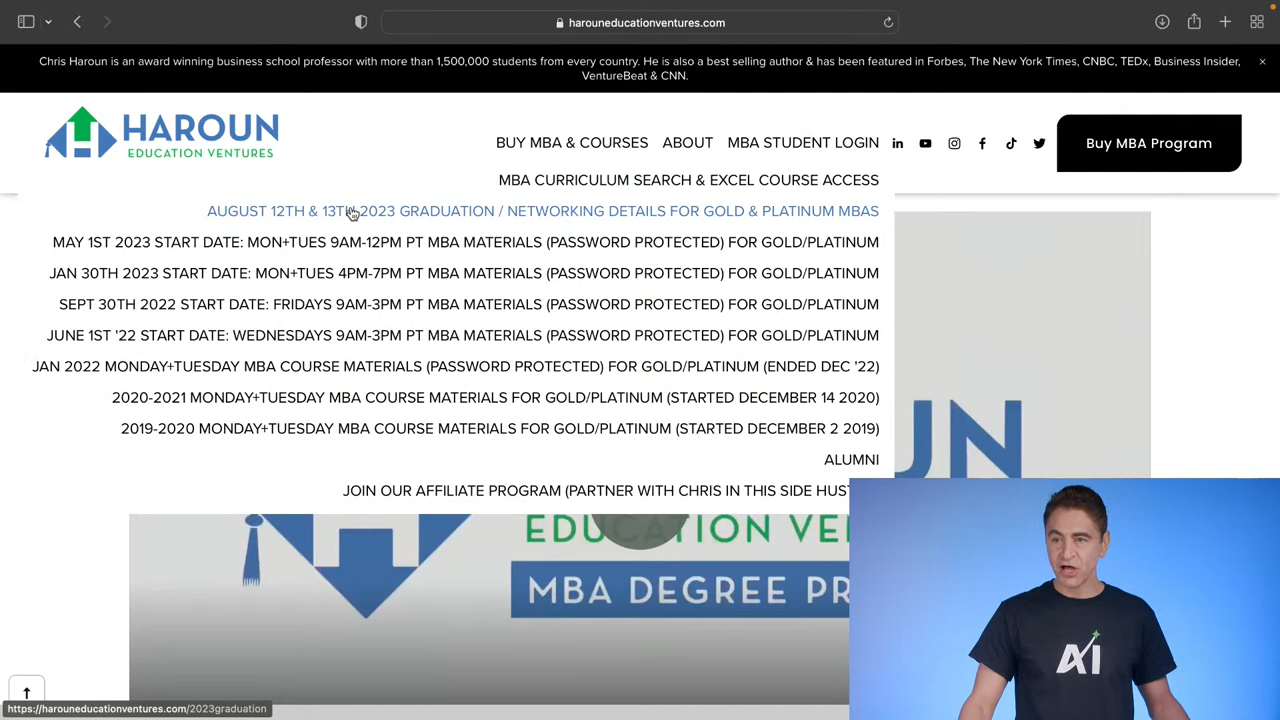 harouneducationventures.com
Chris Haroun is an award winning business school professor with more than 1,500,000 students from every country. He is also a best selling author & has been featured in Forbes, The New York Times, CNBC, TEDx, Business Insider,
VentureBeat & CNN.
HAROUN
EDUCATION VENTURES
BUY MBA & COURSES ABOUT MBA STUDENT LOGIN
Buy MBA Program
MBA CURRICULUM SEARCH & EXCEL COURSE ACCESS
AUGUST 12TH & 13TH 2023 GRADUATION / NETWORKING DETAILS FOR GOLD & PLATINUM MBAS
MAY 1ST 2023 START DATE: MON+TUES 9AM-12PM PT MBA MATERIALS (PASSWORD PROTECTED) FOR GOLD/PLATINUM
JAN 30TH 2023 START DATE: MON+TUES 4PM-7PM PT MBA MATERIALS (PASSWORD PROTECTED) FOR GOLD/PLATINUM
SEPT 30TH 2022 START DATE: FRIDAYS 9AM-3PM PT MBA MATERIALS (PASSWORD PROTECTED) FOR GOLD/PLATINUM
JUNE 1ST '22 START DATE: WEDNESDAYS 9AM-3PM PT MBA MATERIALS (PASSWORD PROTECTED) FOR GOLD/PLATINUM
JAN 2022 MONDAY+TUESDAY MBA COURSE MATERIALS (PASSWORD PROTECTED) FOR GOLD/PLATINUM (ENDED DEC '22)
2020-2021 MONDAY+TUESDAY MBA COURSE MATERIALS FOR GOLD/PLATINUM (STARTED DECEMBER 14 2020)
2019-2020 MONDAY+TUESDAY MBA COURSE MATERIALS FOR GOLD/PLATINUM (STARTED DECEMBER 2 2019)
ALUMNI
JOIN OUR AFFILIATE PROGRAM (PARTNER WITH CHRIS IN THIS SIDE HUST
UN
EDUCATION VE
MBA DEGREE PR
AI
https://harouneducationventures.com/2023graduation